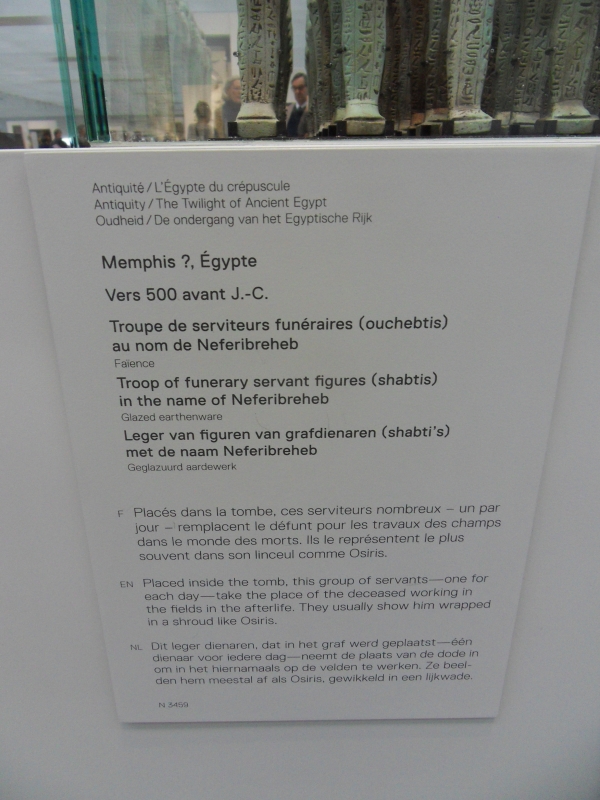 Antiquité / L'Égypte du crépuscule
Antiquity / The Twilight of Ancient Egypt
Oudheid / De ondergang van het Egyptische Rijk
Memphis ?, Égypte
Vers 500 avant J.-C.
Troupe de serviteurs funéraires (ouchebtis)
au nom de Neferibreheb
Faïence
Troop of funerary servant figures (shabtis)
in the name of Neferibreheb
Glazed earthenware
Leger van figuren van grafdienaren (shabti's)
met de naam Neferibreheb
Geglazuurd aardewerk
F Placés dans la tombe, ces serviteurs nombreux – un par
jour – remplacent le défunt pour les travaux des champs
dans le monde des morts. Ils le représentent le plus
souvent dans son linceul comme Osiris.
EN Placed inside the tomb, this group of servants—one for
each day—take the place of the deceased working in
the fields in the afterlife. They usually show him wrapped
in a shroud like Osiris.
NL Dit leger dienaren, dat in het graf werd geplaatst—één
dienaar voor iedere dag—neemt de plaats van de dode in
om in het hiernamaals op de velden te werken. Ze beel-
den hem meestal af als Osiris, gewikkeld in een lijkwade.
N 3459